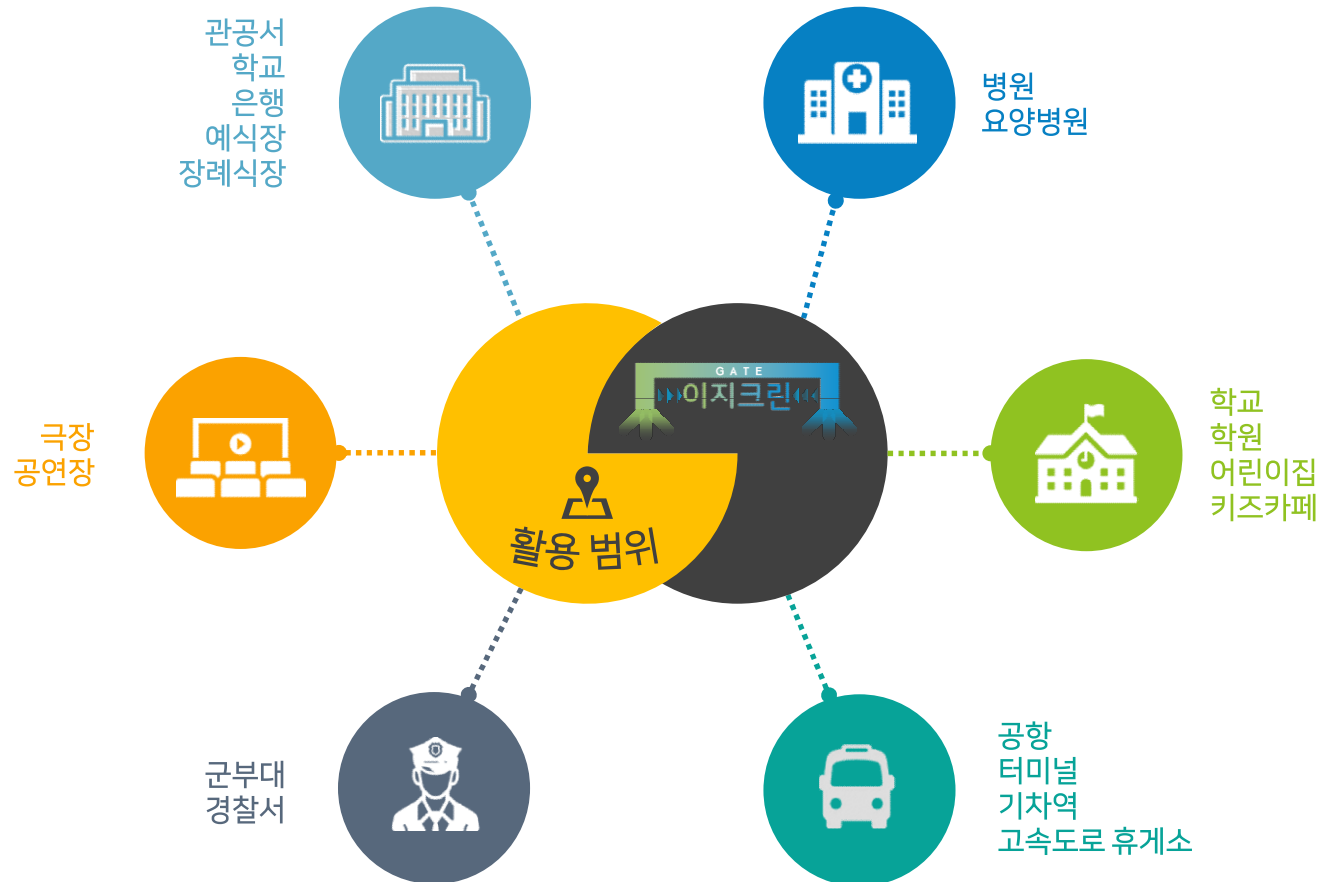 관공서
학교
은행
예식장
장례식장
병원
요양병원
GATE
이지크린
활용 범위
극장
공연장
학교
학원
어린이집
키즈카페
군부대
경찰서
공항
터미널
기차역
고속도로 휴게소